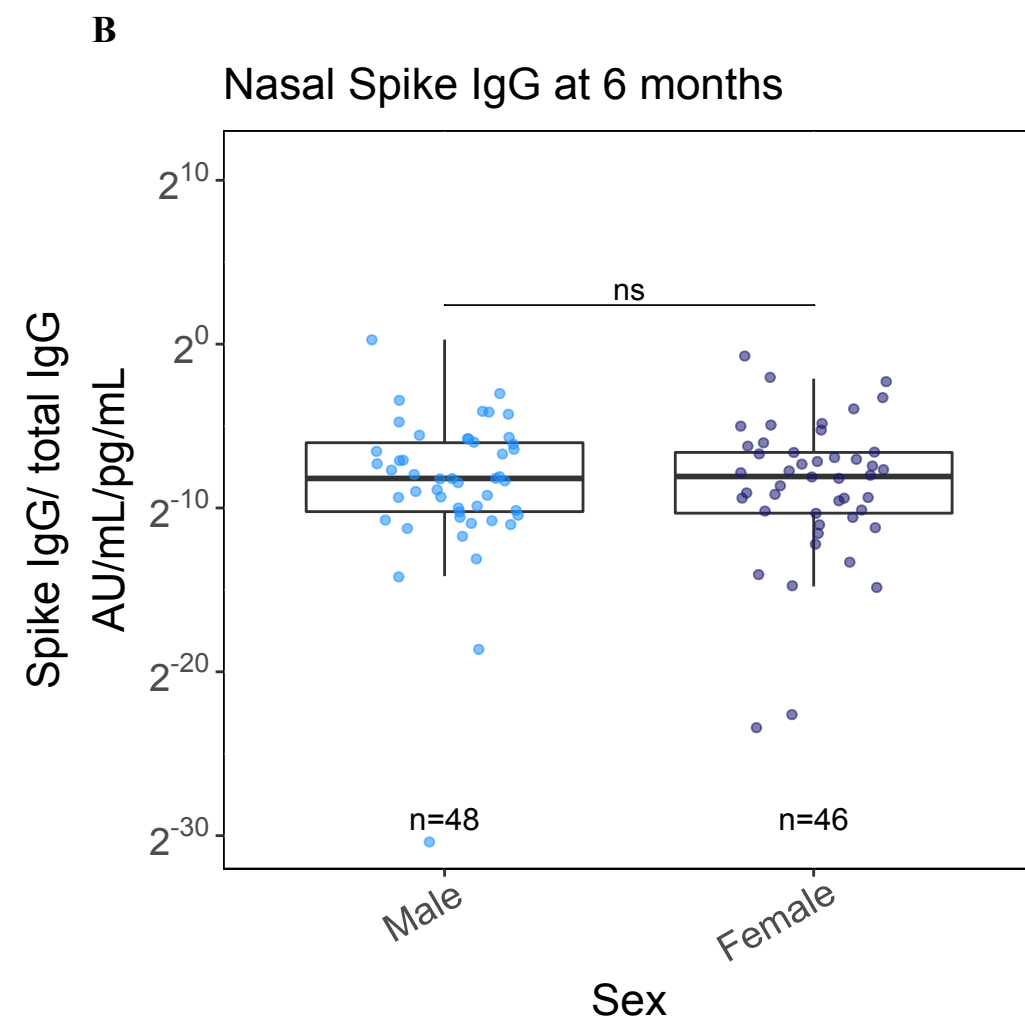 B
Nasal Spike IgG at 6 months
Spike IgG/ total IgG
AU/mL/pg/mL
2^10
2^0
2^-10
2^-20
2^-30
ns
n=48
n=46
Male
Female
Sex